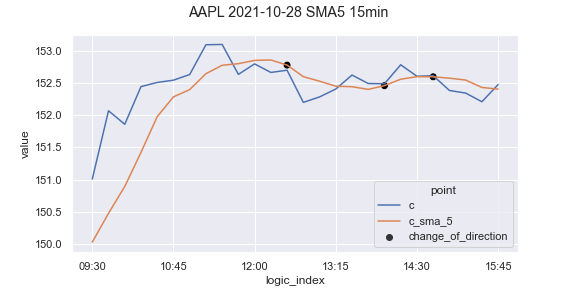 AAPL 2021-10-28 SMA5 15min
153.0
152.5
152.0
151.5
151.0
150.5
150.0
value
09:30 10:45 12:00 13:15 14:30 15:45
logic_index
point
c
c_sma_5
change_of_direction